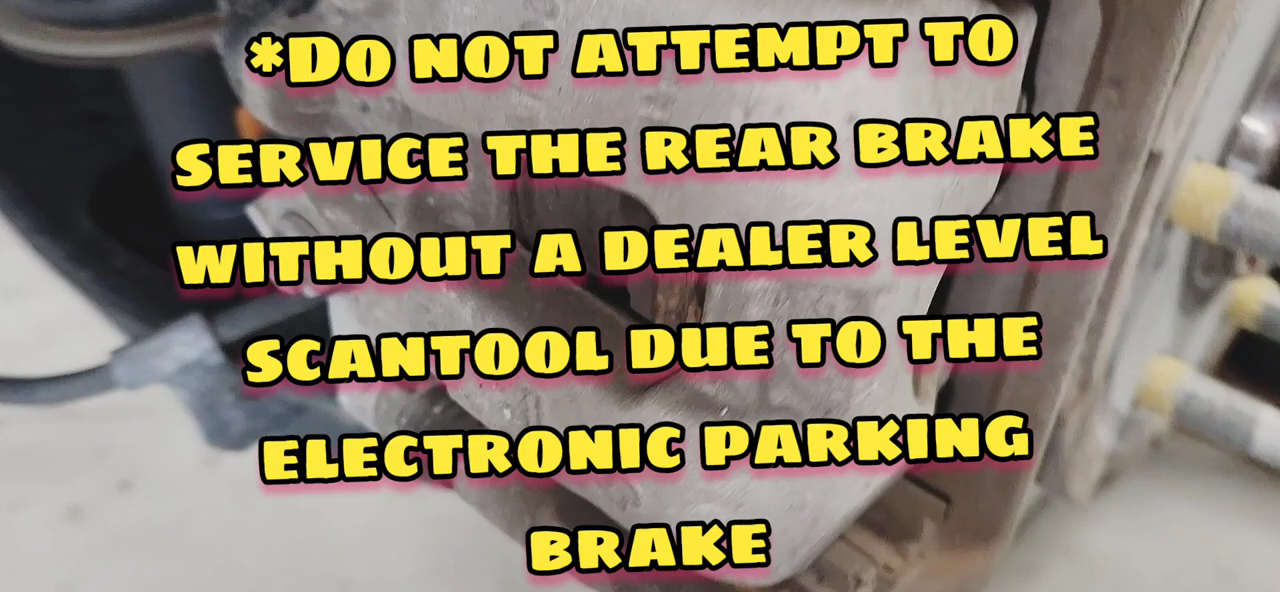 *Do not attempt to
service the rear brake
without a dealer level
scantool due to the
electronic parking
brake